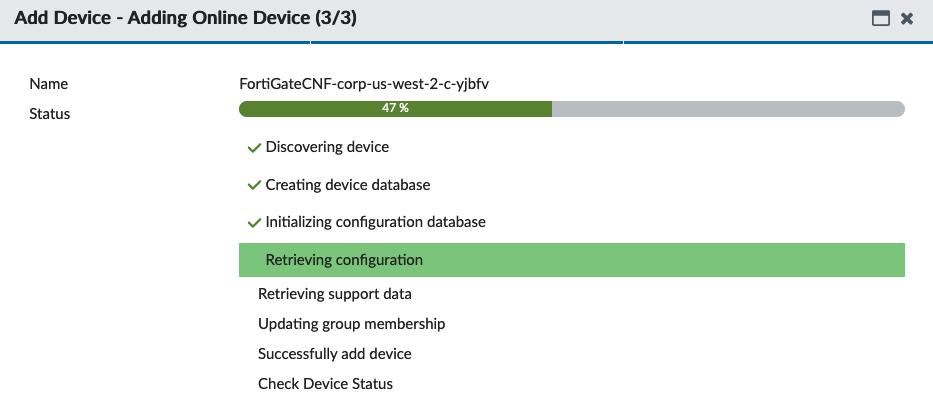 Add Device - Adding Online Device (3/3)
Name FortiGateCNF-corp-us-west-2-c-yjbfv
Status 47 %
Discovering device
Creating device database
Initializing configuration database
Retrieving configuration
Retrieving support data
Updating group membership
Successfully add device
Check Device Status